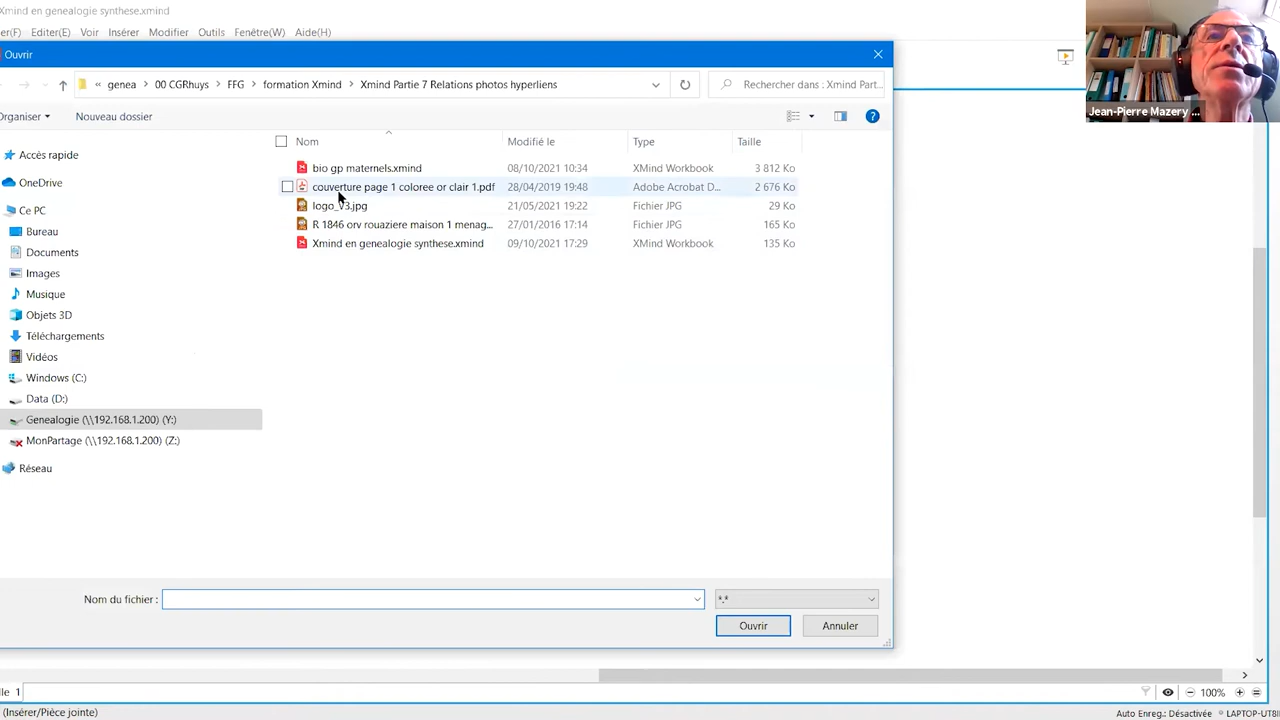 Xmind en genealogie synthese.xmind
er(F) Editer(E) Voir Insérer Modifier Outils Fenêtre(W) Aide(H)
Ouvrir
« genea > 00 CGRhuys > FFG > formation Xmind > Xmind Partie 7 Relations photos hyperliens
Rechercher dans : Xmind Part...
Jean-Pierre Mazery ...
Organiser Nouveau dossier
Nom Modifié le Type Taille
Accès rapide
OneDrive
Ce PC
Bureau
Documents
Images
Musique
Objets 3D
Téléchargements
Vidéos
Windows (C:)
Data (D:)
Genealogie (\\192.168.1.200) (Y:)
MonPartage (\\192.168.1.200) (Z:)
Réseau
bio gp maternels.xmind 08/10/2021 10:34 XMind Workbook 3 812 Ko
couverture page 1 coloree or clair 1.pdf 28/04/2019 19:48 Adobe Acrobat D... 2 676 Ko
logo_v3.jpg 21/05/2021 19:22 Fichier JPG 29 Ko
R 1846 orv rouaziere maison 1 menag... 27/01/2016 17:14 Fichier JPG 165 Ko
Xmind en genealogie synthese.xmind 09/10/2021 17:29 XMind Workbook 135 Ko
Nom du fichier : *.*
Ouvrir Annuler
lle 1 100%
(Insérer/Pièce jointe) Auto Enreg.: Désactivée LAPTOP-UT8I